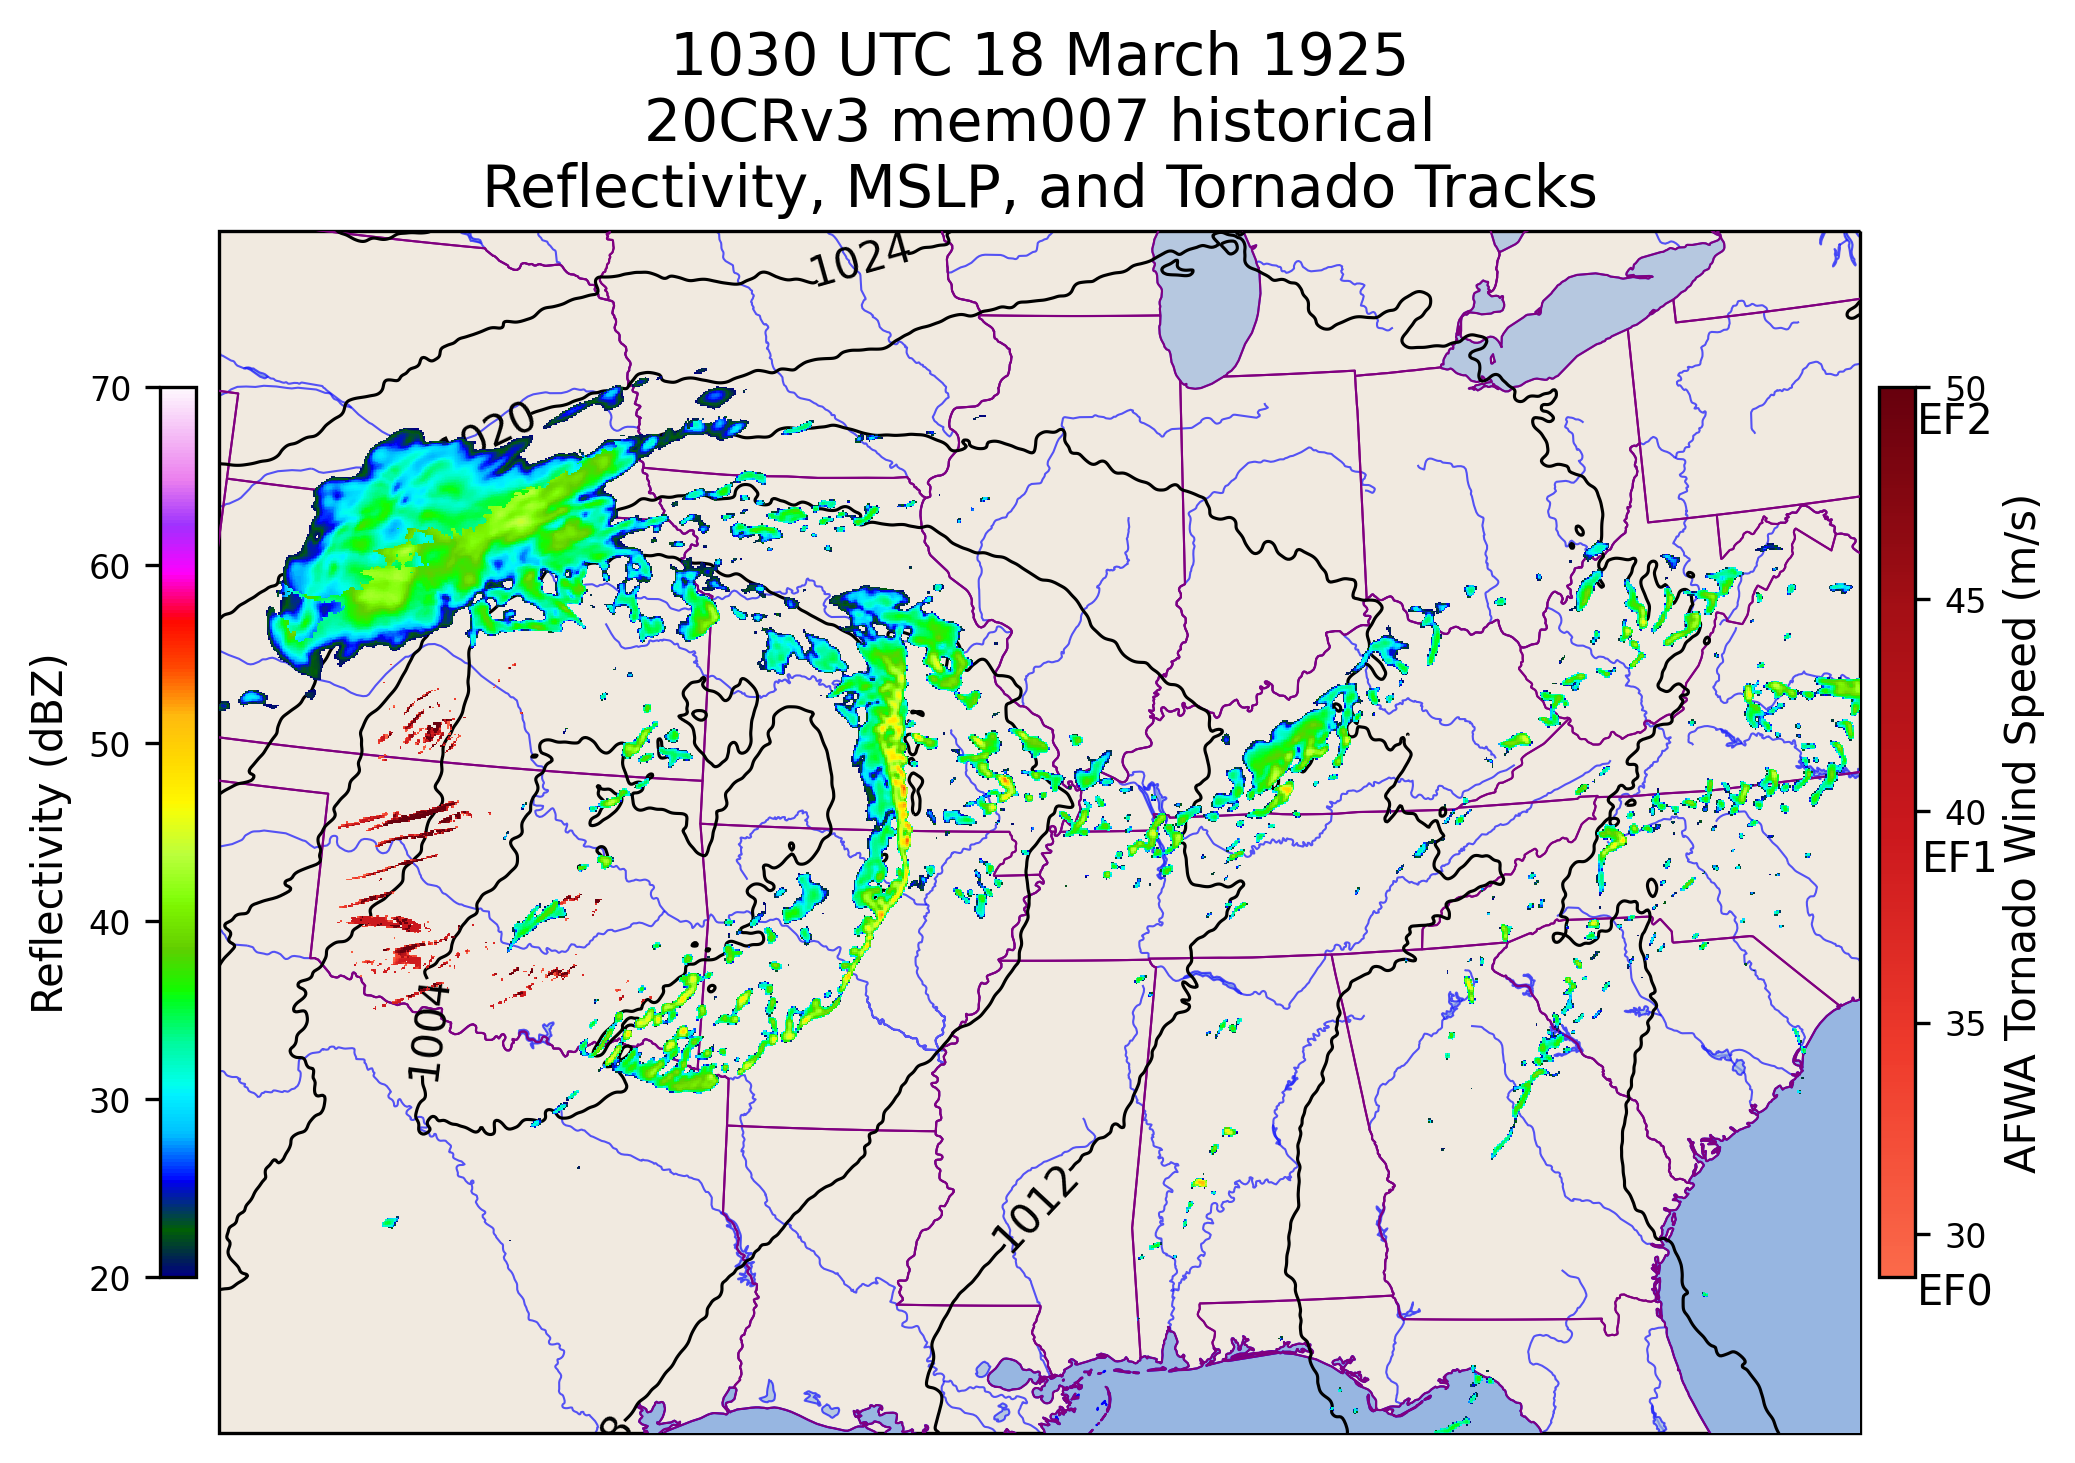 1030 UTC 18 March 1925
20CRv3 mem007 historical
Reflectivity, MSLP, and Tornado Tracks
1024
1020
1004
1012
8
70
60
50
40
30
20
Reflectivity (dBZ)
50
EF2
45
40
EF1
35
30
EF0
AFWA Tornado Wind Speed (m/s)